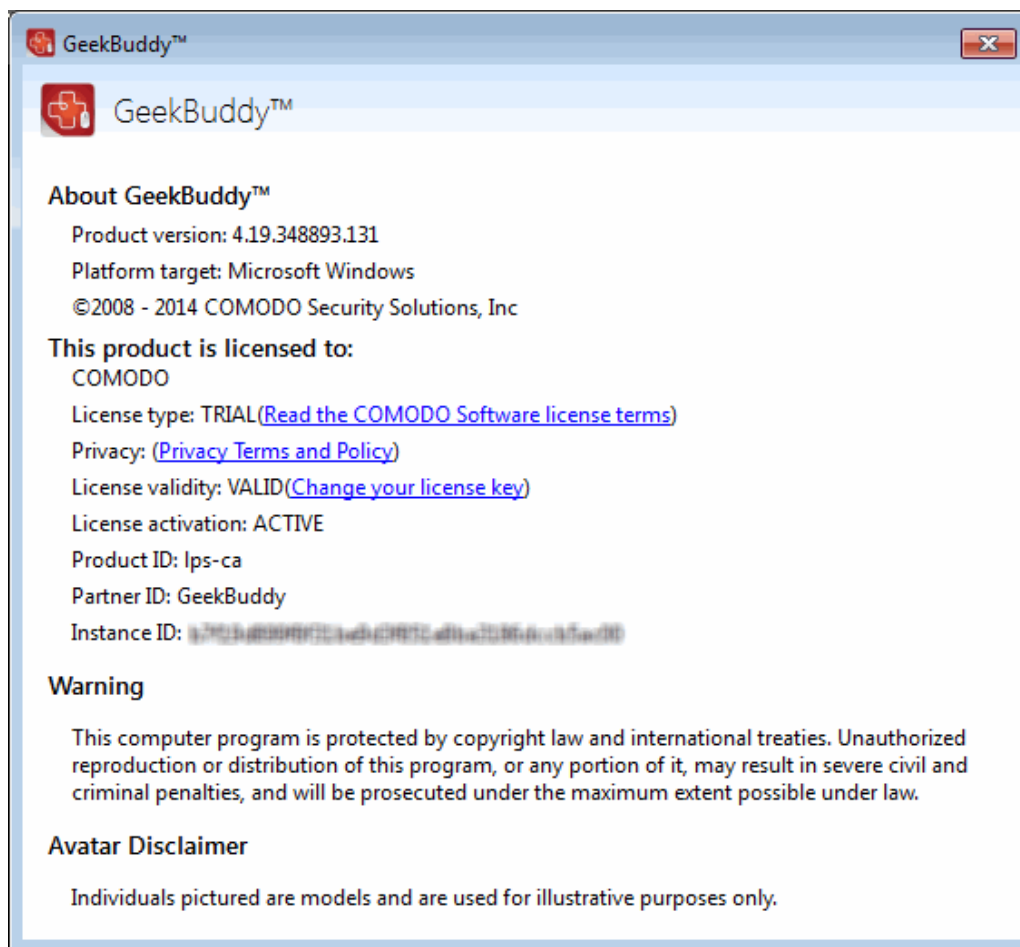 GeekBuddy™
GeekBuddy™
About GeekBuddy™
Product version: 4.19.348893.131
Platform target: Microsoft Windows
©2008 - 2014 COMODO Security Solutions, Inc
This product is licensed to:
COMODO
License type: TRIAL(Read the COMODO Software license terms)
Privacy: (Privacy Terms and Policy)
License validity: VALID(Change your license key)
License activation: ACTIVE
Product ID: lps-ca
Partner ID: GeekBuddy
Instance ID:
Warning
This computer program is protected by copyright law and international treaties. Unauthorized
reproduction or distribution of this program, or any portion of it, may result in severe civil and
criminal penalties, and will be prosecuted under the maximum extent possible under law.
Avatar Disclaimer
Individuals pictured are models and are used for illustrative purposes only.